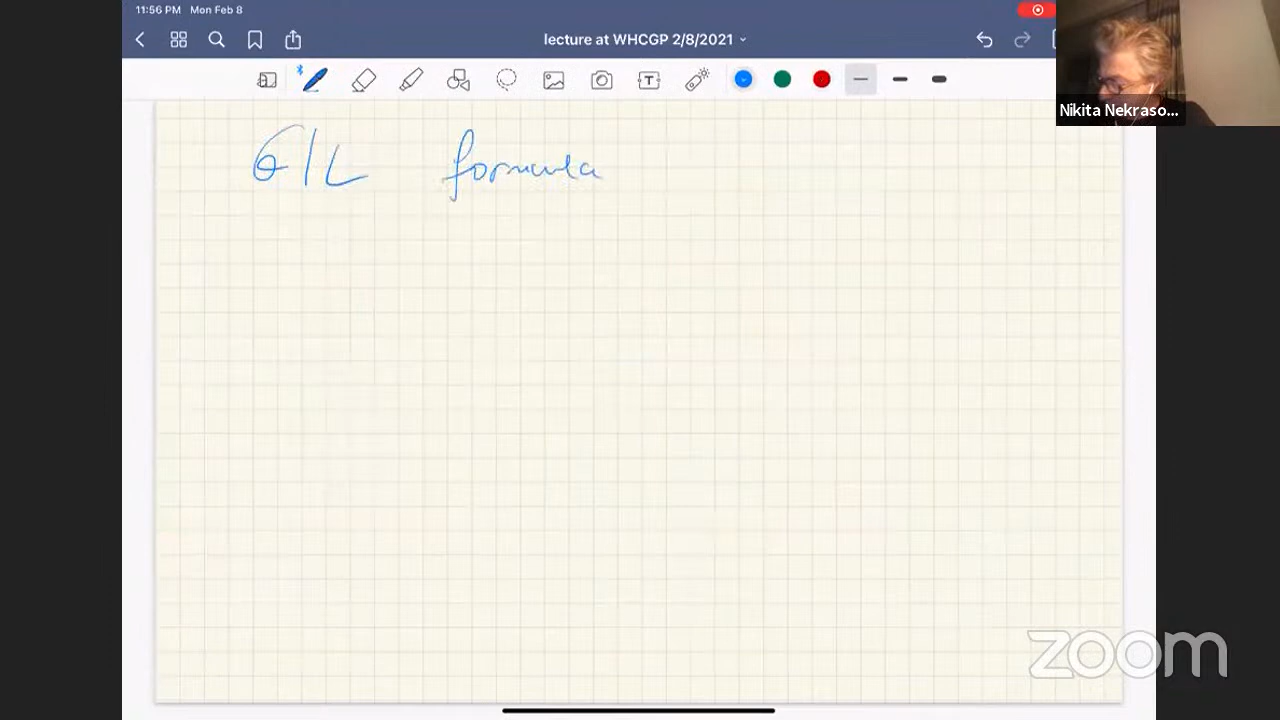 11:56 PM Mon Feb 8
lecture at WHCGP 2/8/2021
T
Nikita Nekraso...
GIL formula
zoom